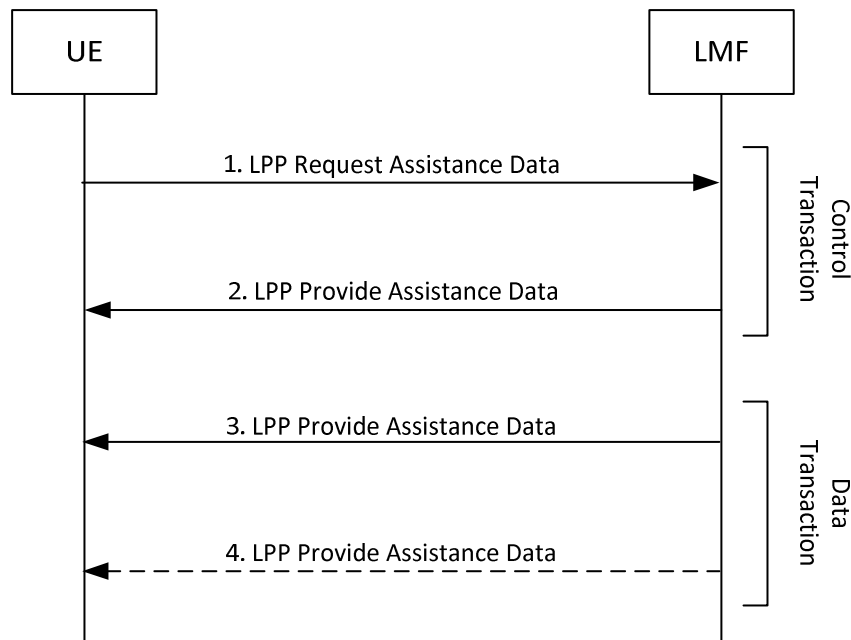 UE
LMF
1. LPP Request Assistance Data
2. LPP Provide Assistance Data
Control
Transaction
3. LPP Provide Assistance Data
4. LPP Provide Assistance Data
Data
Transaction